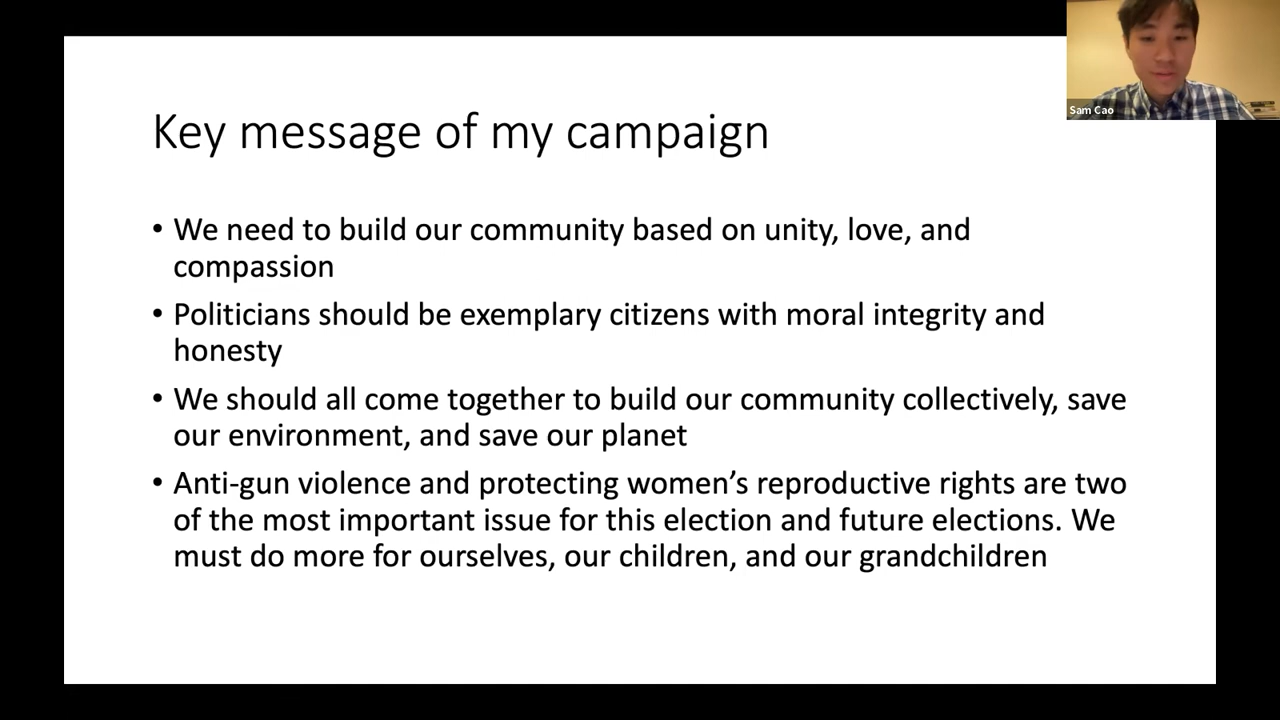 Sam Cao
Key message of my campaign
• We need to build our community based on unity, love, and
compassion
• Politicians should be exemplary citizens with moral integrity and
honesty
• We should all come together to build our community collectively, save
our environment, and save our planet
• Anti-gun violence and protecting women’s reproductive rights are two
of the most important issue for this election and future elections. We
must do more for ourselves, our children, and our grandchildren